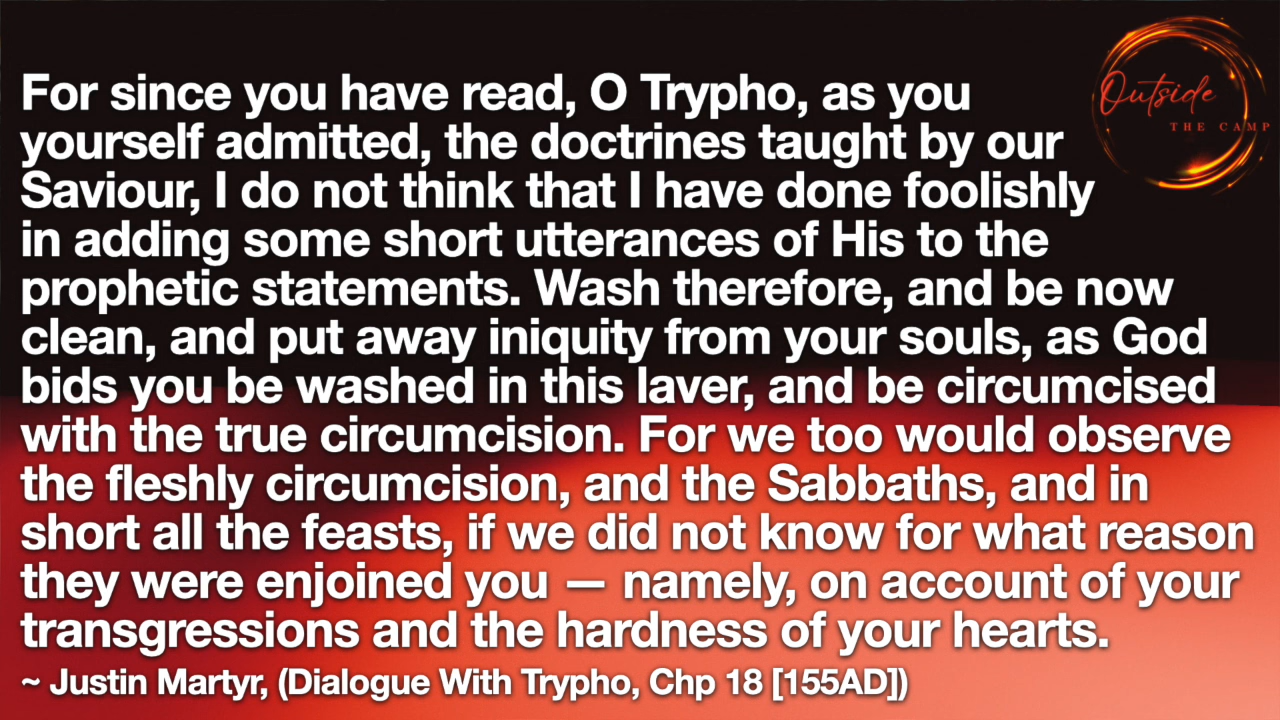 Outside
THE CAMP
For since you have read, O Trypho, as you
yourself admitted, the doctrines taught by our
Saviour, I do not think that I have done foolishly
in adding some short utterances of His to the
prophetic statements. Wash therefore, and be now
clean, and put away iniquity from your souls, as God
bids you be washed in this laver, and be circumcised
with the true circumcision. For we too would observe
the fleshly circumcision, and the Sabbaths, and in
short all the feasts, if we did not know for what reason
they were enjoined you — namely, on account of your
transgressions and the hardness of your hearts.
~ Justin Martyr, (Dialogue With Trypho, Chp 18 [155AD])